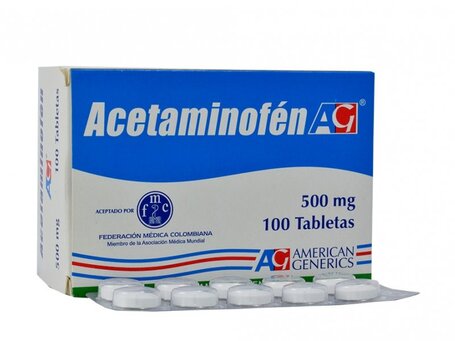 Acetaminofén AG®
500 mg
100 Tabletas
ACEPTADO POR
f m c
FEDERACIÓN MÉDICA COLOMBIANA
Miembro de la Asociación Médica Mundial
AG AMERICAN
GENERICS
Acetaminofén
AG 100 Tabletas
500 mg